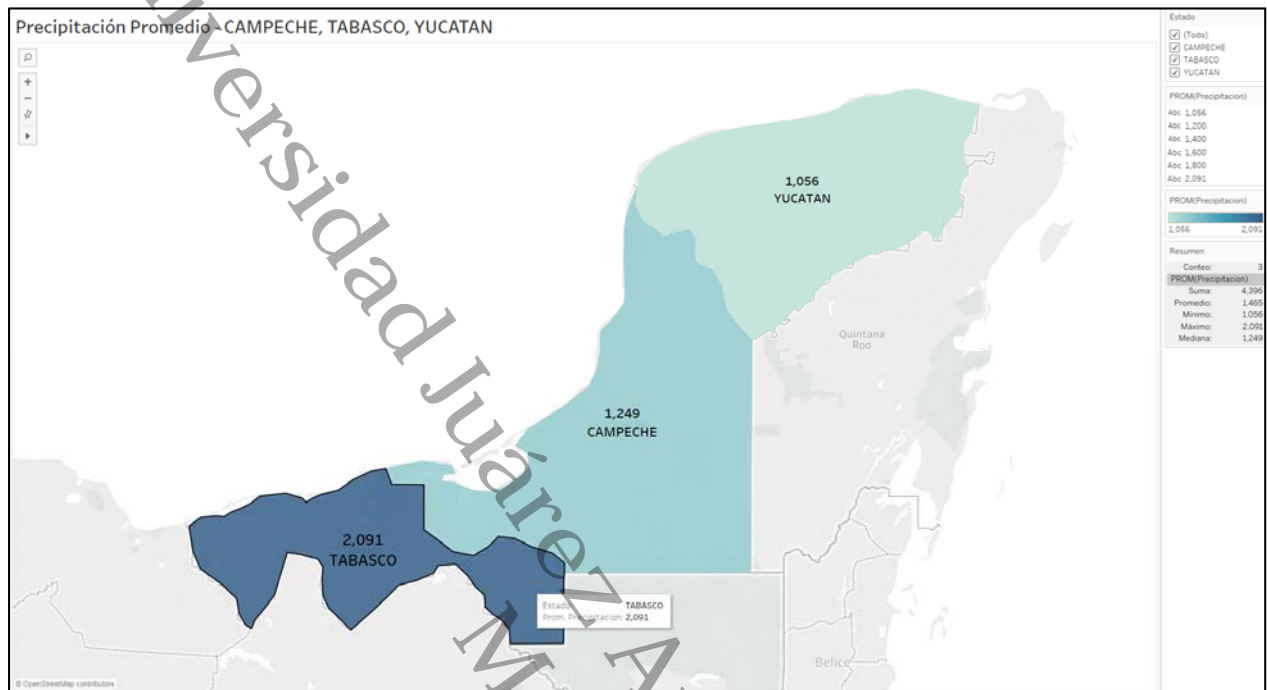 Precipitación Promedio - CAMPECHE, TABASCO, YUCATAN
1,056
YUCATAN
Quintana
Roo
1,249
CAMPECHE
2,091
TABASCO
Estado: TABASCO
Prom. Precipitacion: 2,091
Belice
© OpenStreetMap contributors
Estado
(Todo)
CAMPECHE
TABASCO
YUCATAN
PROM(Precipitacion)
Abc 1,056
Abc 1,200
Abc 1,400
Abc 1,600
Abc 1,800
Abc 2,091
PROM(Precipitacion)
1,056 2,091
Resumen
Conteo: 3
PROM(Precipitacion)
Suma: 4,396
Promedio: 1,465
Mínimo: 1,056
Máximo: 2,091
Mediana: 1,249